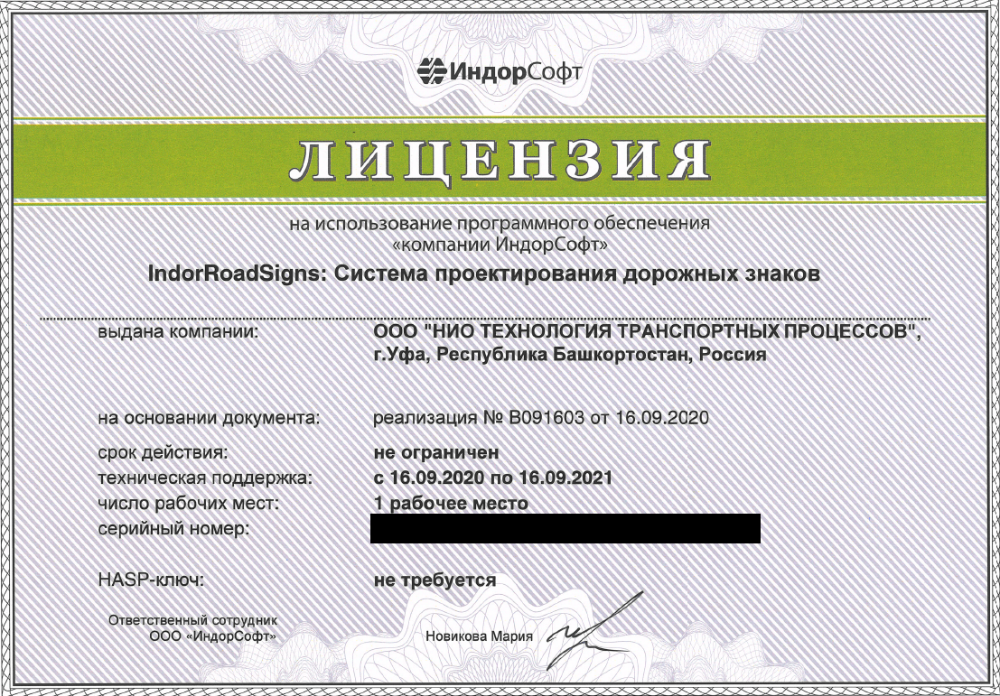 ИндорСофт
ЛИЦЕНЗИЯ
на использование программного обеспечения
«компании ИндорСофт»
IndorRoadSigns: Система проектирования дорожных знаков
выдана компании: ООО "НИО ТЕХНОЛОГИЯ ТРАНСПОРТНЫХ ПРОЦЕССОВ",
г.Уфа, Республика Башкортостан, Россия
на основании документа: реализация № В091603 от 16.09.2020
срок действия: не ограничен
техническая поддержка: с 16.09.2020 по 16.09.2021
число рабочих мест: 1 рабочее место
серийный номер:
HASP-ключ: не требуется
Ответственный сотрудник
ООО «ИндорСофт» Новикова Мария